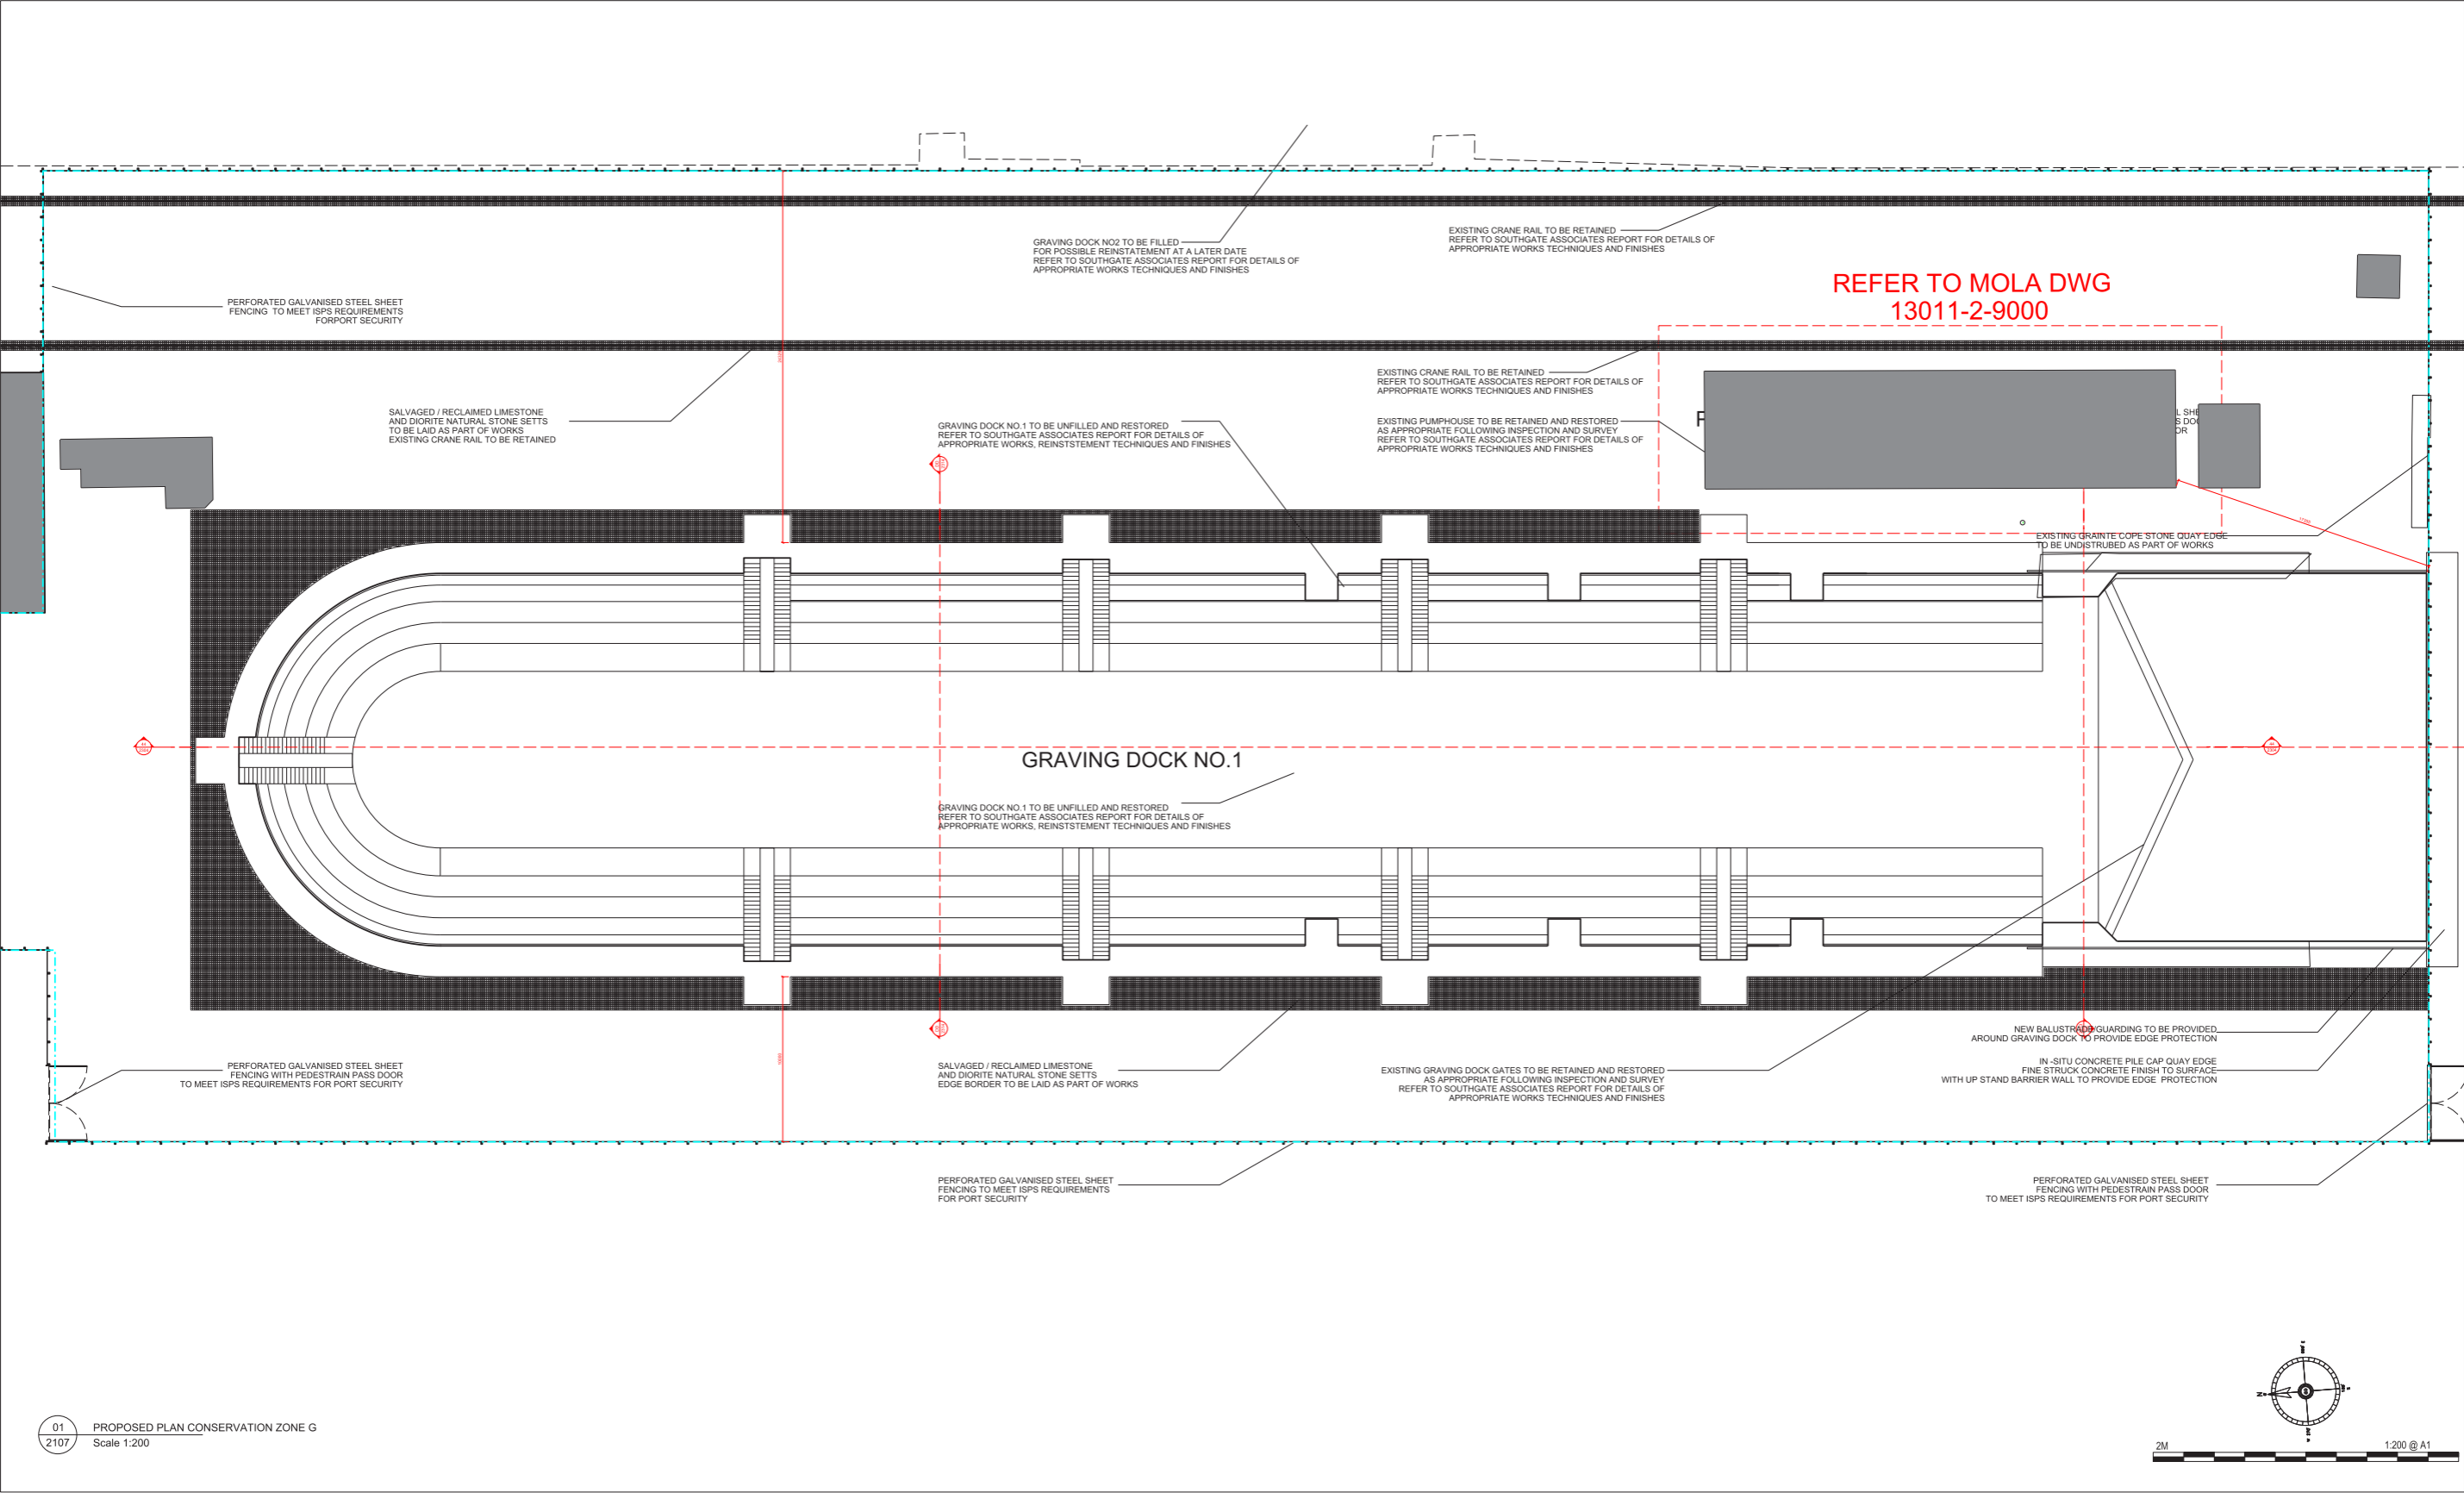 GRAVING DOCK NO2 TO BE FILLED
FOR POSSIBLE REINSTATEMENT AT A LATER DATE
REFER TO SOUTHGATE ASSOCIATES REPORT FOR DETAILS OF
APPROPRIATE WORKS TECHNIQUES AND FINISHES
EXISTING CRANE RAIL TO BE RETAINED
REFER TO SOUTHGATE ASSOCIATES REPORT FOR DETAILS OF
APPROPRIATE WORKS TECHNIQUES AND FINISHES
REFER TO MOLA DWG
13011-2-9000
PERFORATED GALVANISED STEEL SHEET
FENCING TO MEET ISPS REQUIREMENTS
FORPORT SECURITY
EXISTING CRANE RAIL TO BE RETAINED
REFER TO SOUTHGATE ASSOCIATES REPORT FOR DETAILS OF
APPROPRIATE WORKS TECHNIQUES AND FINISHES
SALVAGED / RECLAIMED LIMESTONE
AND DIORITE NATURAL STONE SETTS
TO BE LAID AS PART OF WORKS
EXISTING CRANE RAIL TO BE RETAINED
GRAVING DOCK NO.1 TO BE UNFILLED AND RESTORED
REFER TO SOUTHGATE ASSOCIATES REPORT FOR DETAILS OF
APPROPRIATE WORKS, REINSTSTEMENT TECHNIQUES AND FINISHES
EXISTING PUMPHOUSE TO BE RETAINED AND RESTORED
AS APPROPRIATE FOLLOWING INSPECTION AND SURVEY
REFER TO SOUTHGATE ASSOCIATES REPORT FOR DETAILS OF
APPROPRIATE WORKS TECHNIQUES AND FINISHES
EXISTING GRAINTE COPE STONE QUAY EDGE
TO BE UNDISTRUBED AS PART OF WORKS
GRAVING DOCK NO.1
GRAVING DOCK NO.1 TO BE UNFILLED AND RESTORED
REFER TO SOUTHGATE ASSOCIATES REPORT FOR DETAILS OF
APPROPRIATE WORKS, REINSTSTEMENT TECHNIQUES AND FINISHES
NEW BALUSTRADE/GUARDING TO BE PROVIDED
AROUND GRAVING DOCK TO PROVIDE EDGE PROTECTION
IN -SITU CONCRETE PILE CAP QUAY EDGE
FINE STRUCK CONCRETE FINISH TO SURFACE
WITH UP STAND BARRIER WALL TO PROVIDE EDGE PROTECTION
PERFORATED GALVANISED STEEL SHEET
FENCING WITH PEDESTRAIN PASS DOOR
TO MEET ISPS REQUIREMENTS FOR PORT SECURITY
SALVAGED / RECLAIMED LIMESTONE
AND DIORITE NATURAL STONE SETTS
EDGE BORDER TO BE LAID AS PART OF WORKS
EXISTING GRAVING DOCK GATES TO BE RETAINED AND RESTORED
AS APPROPRIATE FOLLOWING INSPECTION AND SURVEY
REFER TO SOUTHGATE ASSOCIATES REPORT FOR DETAILS OF
APPROPRIATE WORKS TECHNIQUES AND FINISHES
PERFORATED GALVANISED STEEL SHEET
FENCING TO MEET ISPS REQUIREMENTS
FOR PORT SECURITY
PERFORATED GALVANISED STEEL SHEET
FENCING WITH PEDESTRAIN PASS DOOR
TO MEET ISPS REQUIREMENTS FOR PORT SECURITY
01
2107
PROPOSED PLAN CONSERVATION ZONE G
Scale 1:200
2M
1:200 @ A1